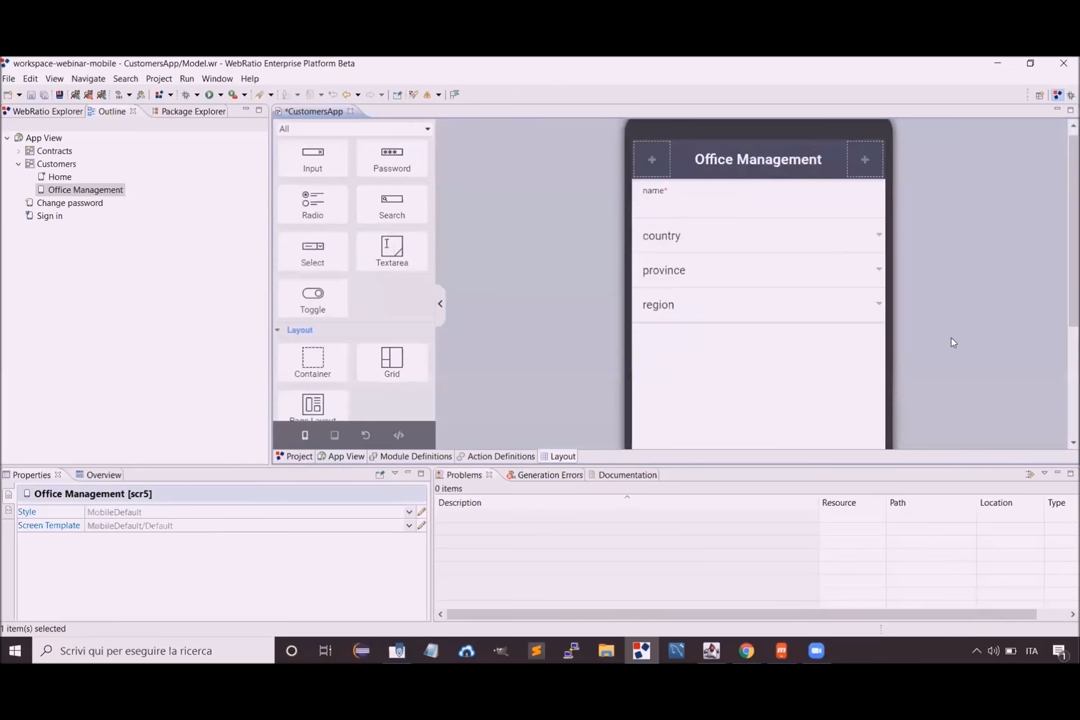 workspace-webinar-mobile - CustomersApp/Model.wr - WebRatio Enterprise Platform Beta
File Edit View Navigate Search Project Run Window Help
WebRatio Explorer Outline Package Explorer
*CustomersApp
App View
Contracts
Customers
Home
Office Management
Change password
Sign in
All
Input Password
Radio Search
Select Textarea
Toggle
Layout
Container Grid
Page Layout
Office Management
name*
country
province
region
Project App View Module Definitions Action Definitions Layout
Properties Overview
Office Management [scr5]
Style MobileDefault
Screen Template MobileDefault/Default
Problems Generation Errors Documentation
0 items
Description Resource Path Location Type
1 item(s) selected
Scrivi qui per eseguire la ricerca
ITA
1